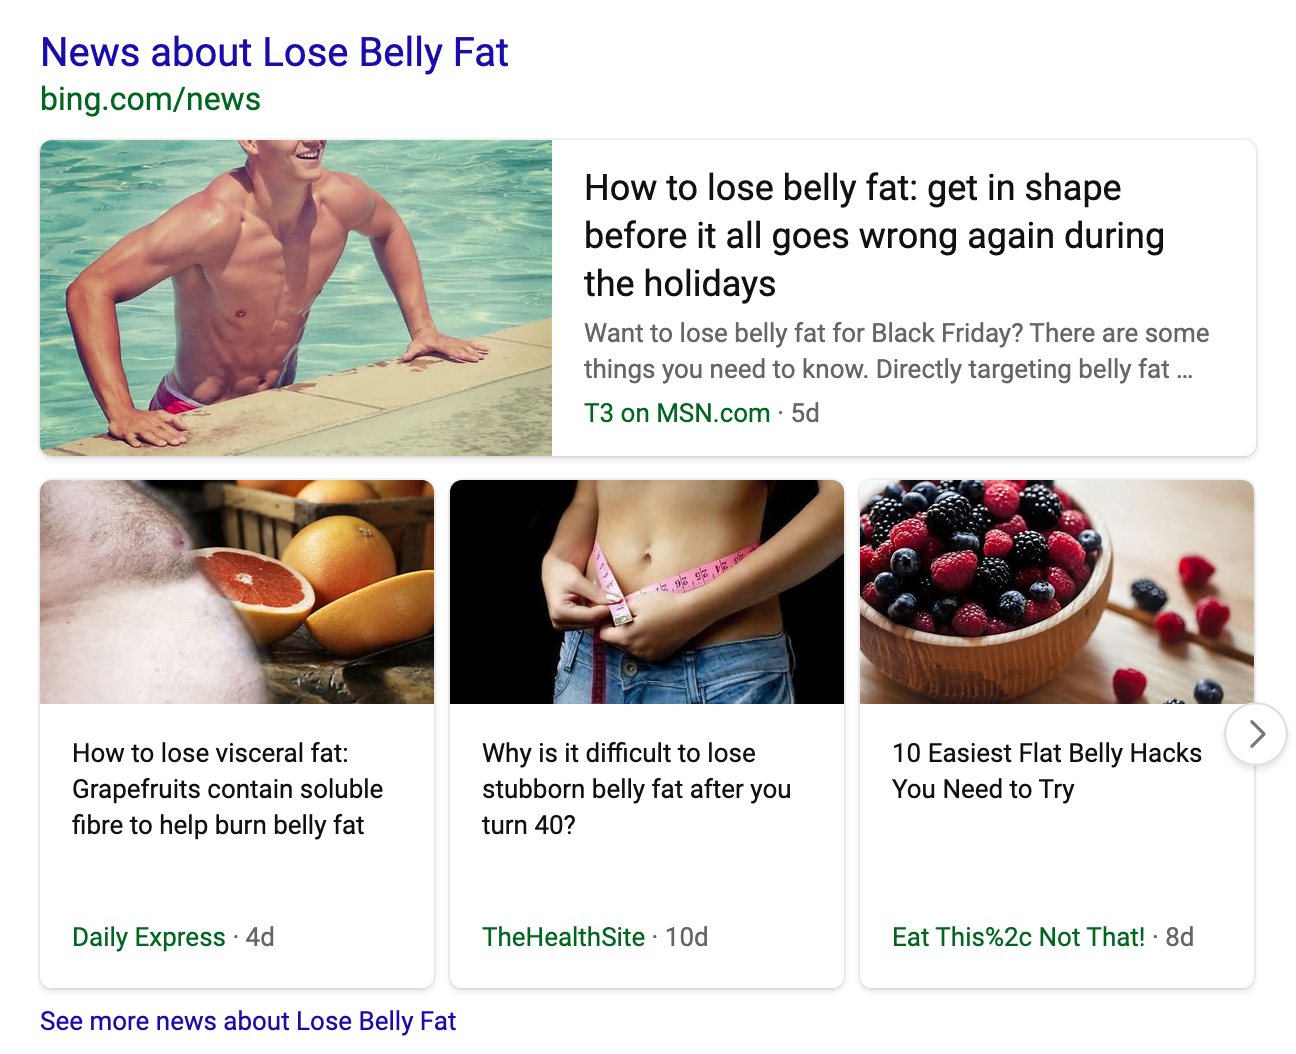 News about Lose Belly Fat
bing.com/news
How to lose belly fat: get in shape
before it all goes wrong again during
the holidays
Want to lose belly fat for Black Friday? There are some
things you need to know. Directly targeting belly fat ...
T3 on MSN.com · 5d
How to lose visceral fat:
Grapefruits contain soluble
fibre to help burn belly fat
Daily Express · 4d
Why is it difficult to lose
stubborn belly fat after you
turn 40?
TheHealthSite · 10d
10 Easiest Flat Belly Hacks
You Need to Try
Eat This%2c Not That! · 8d
See more news about Lose Belly Fat